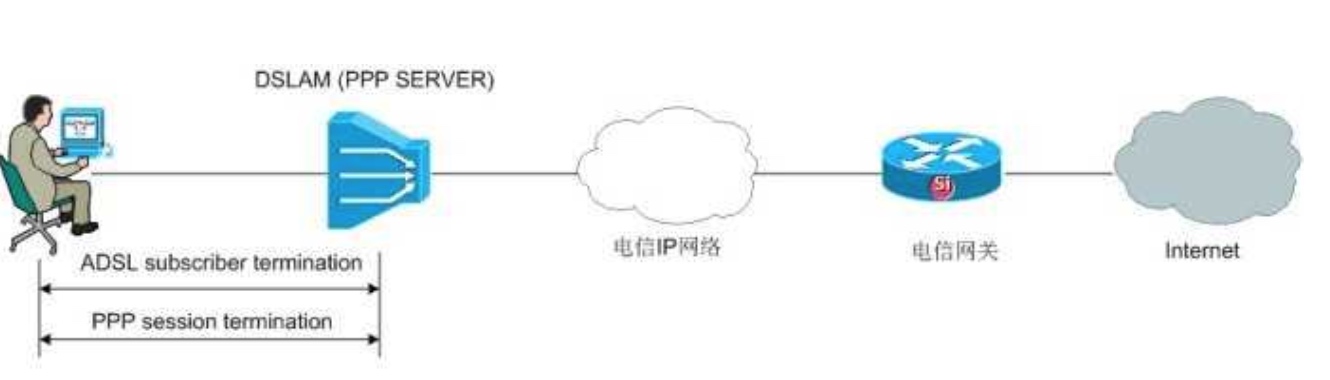 DSLAM (PPP SERVER)
Si
电信IP网络
电信网关
Internet
ADSL subscriber termination
PPP session termination